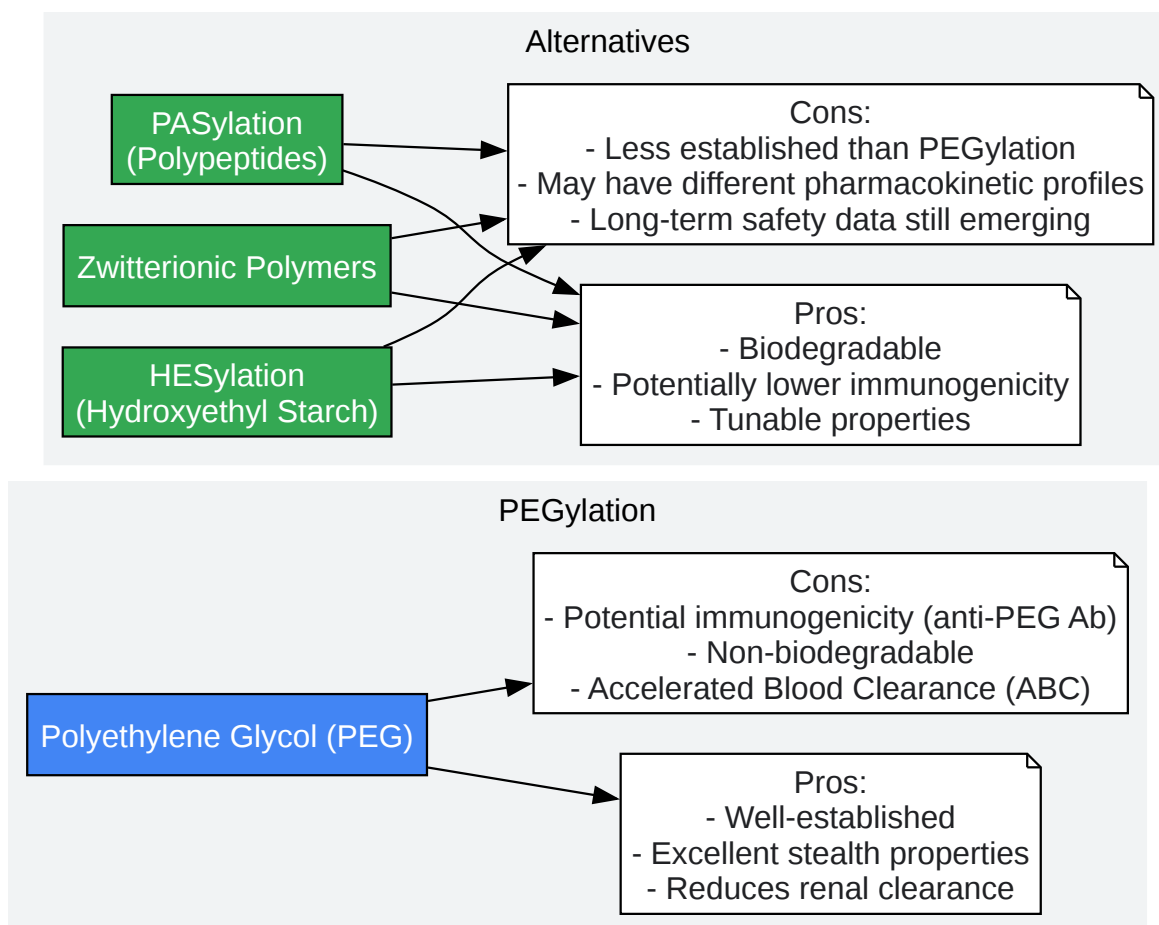 Alternatives
PASylation
(Polypeptides)
Zwitterionic Polymers
HESylation
(Hydroxyethyl Starch)
Cons:
- Less established than PEGylation
- May have different pharmacokinetic profiles
- Long-term safety data still emerging
Pros:
- Biodegradable
- Potentially lower immunogenicity
- Tunable properties
PEGylation
Polyethylene Glycol (PEG)
Cons:
- Potential immunogenicity (anti-PEG Ab)
- Non-biodegradable
- Accelerated Blood Clearance (ABC)
Pros:
- Well-established
- Excellent stealth properties
- Reduces renal clearance